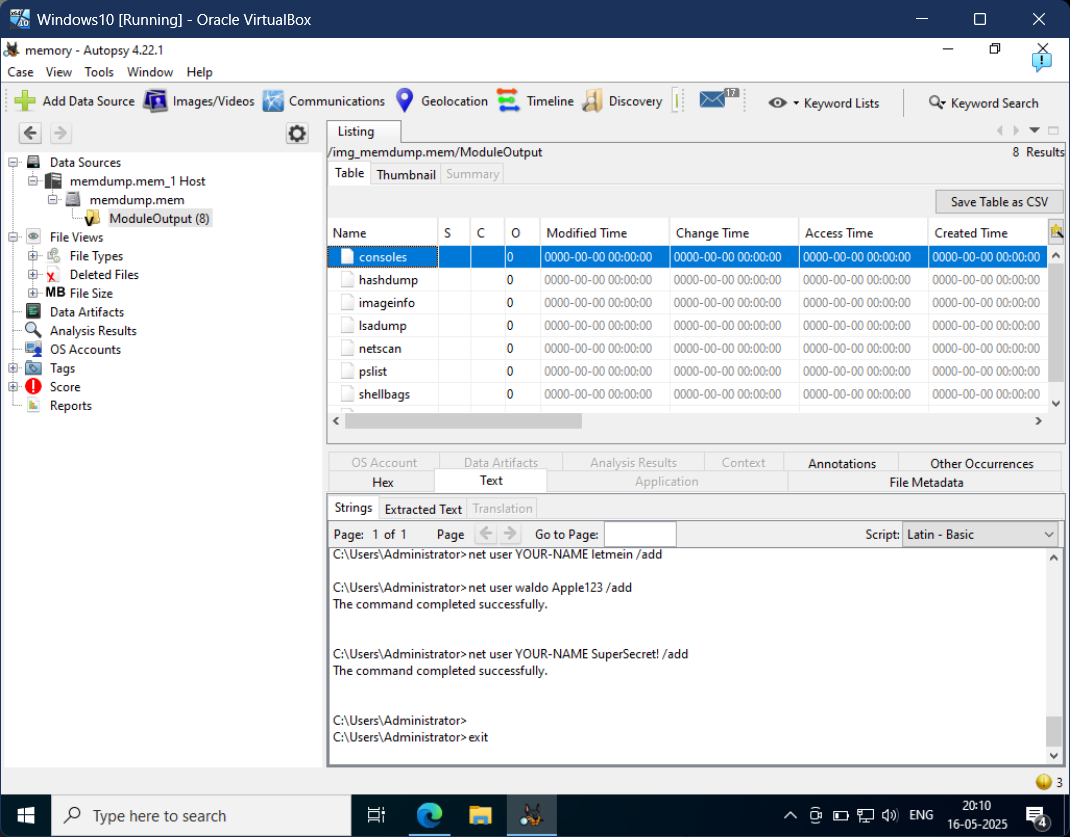 Windows10 [Running] - Oracle VirtualBox
memory - Autopsy 4.22.1
Case View Tools Window Help
Add Data Source Images/Videos Communications Geolocation Timeline Discovery 17 Keyword Lists Keyword Search
Data Sources
memdump.mem_1 Host
memdump.mem
ModuleOutput (8)
File Views
File Types
Deleted Files
MB File Size
Data Artifacts
Analysis Results
OS Accounts
Tags
Score
Reports
Listing
/img_memdump.mem/ModuleOutput 8 Results
Table Thumbnail Summary
Save Table as CSV
Name S C O Modified Time Change Time Access Time Created Time
consoles 0 0000-00-00 00:00:00 0000-00-00 00:00:00 0000-00-00 00:00:00 0000-00-00 00:00:00
hashdump 0 0000-00-00 00:00:00 0000-00-00 00:00:00 0000-00-00 00:00:00 0000-00-00 00:00:00
imageinfo 0 0000-00-00 00:00:00 0000-00-00 00:00:00 0000-00-00 00:00:00 0000-00-00 00:00:00
lsadump 0 0000-00-00 00:00:00 0000-00-00 00:00:00 0000-00-00 00:00:00 0000-00-00 00:00:00
netscan 0 0000-00-00 00:00:00 0000-00-00 00:00:00 0000-00-00 00:00:00 0000-00-00 00:00:00
pslist 0 0000-00-00 00:00:00 0000-00-00 00:00:00 0000-00-00 00:00:00 0000-00-00 00:00:00
shellbags 0 0000-00-00 00:00:00 0000-00-00 00:00:00 0000-00-00 00:00:00 0000-00-00 00:00:00
OS Account Data Artifacts Analysis Results Context Annotations Other Occurrences
Hex Text Application File Metadata
Strings Extracted Text Translation
Page: 1 of 1 Page Go to Page: Script: Latin - Basic
C:\Users\Administrator>net user YOUR-NAME letmein /add
C:\Users\Administrator>net user waldo Apple123 /add
The command completed successfully.
C:\Users\Administrator>net user YOUR-NAME SuperSecret! /add
The command completed successfully.
C:\Users\Administrator>
C:\Users\Administrator>exit
3
Type here to search
ENG
20:10
16-05-2025
4